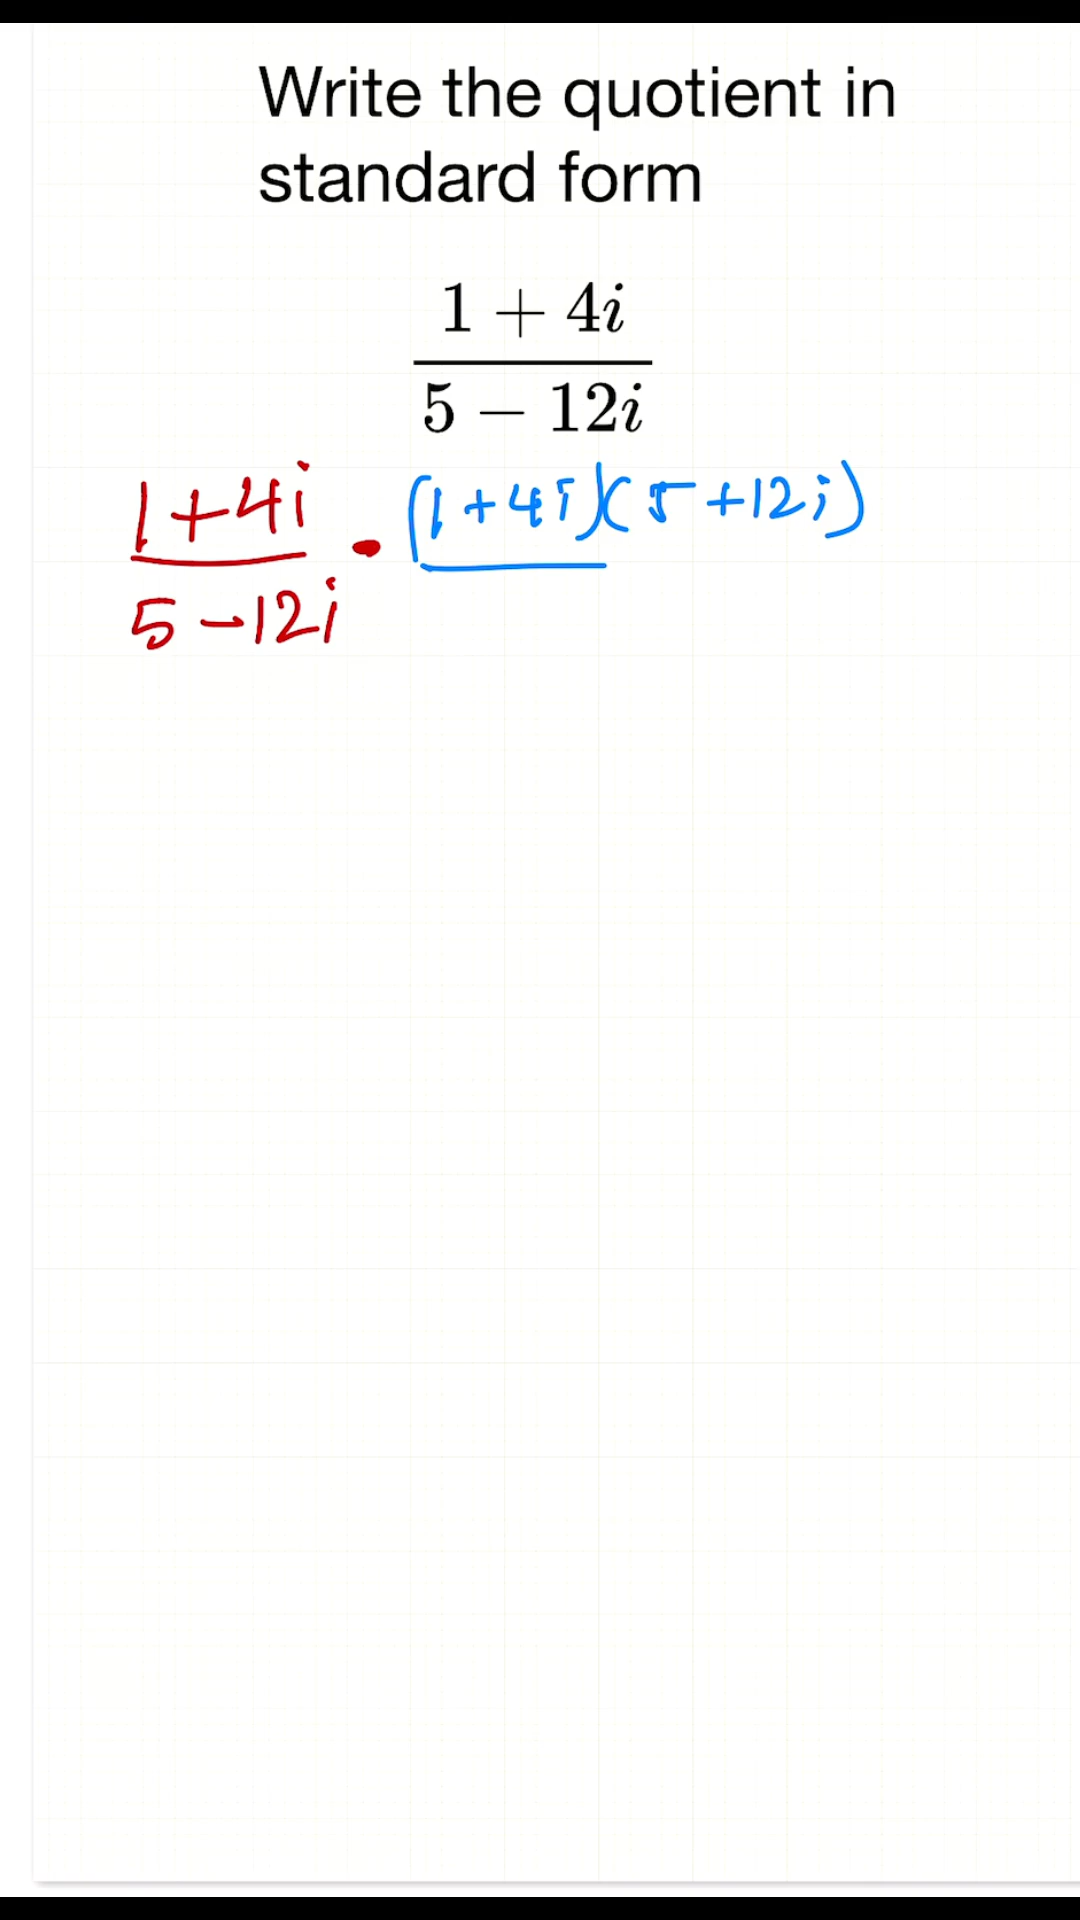 Write the quotient in
standard form
1 + 4i
5 − 12i
1+4i • (1+4i)(5+12i)
5−12i